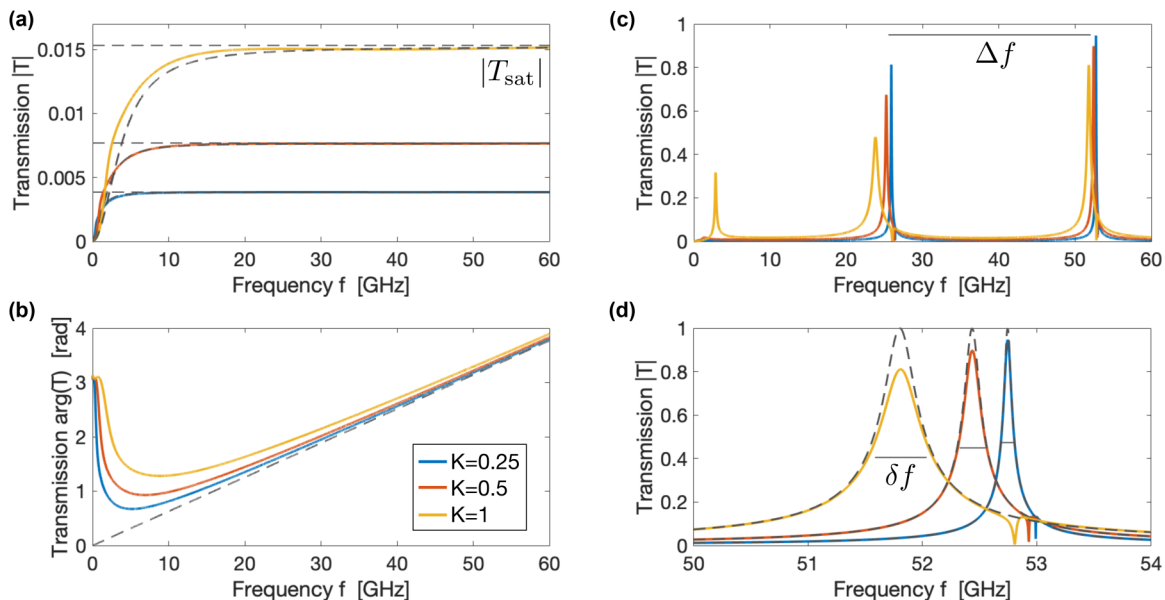 (a)
Transmission |T|
0.015
0.01
0.005
0
|T_sat|
0 10 20 30 40 50 60
Frequency f [GHz]
(b)
Transmission arg(T) [rad]
4
3
2
1
0
K=0.25
K=0.5
K=1
0 10 20 30 40 50 60
Frequency f [GHz]
(c)
Transmission |T|
1
0.8
0.6
0.4
0.2
0
Δf
0 10 20 30 40 50 60
Frequency f [GHz]
(d)
Transmission |T|
1
0.8
0.6
0.4
0.2
0
δf
50 51 52 53 54
Frequency f [GHz]